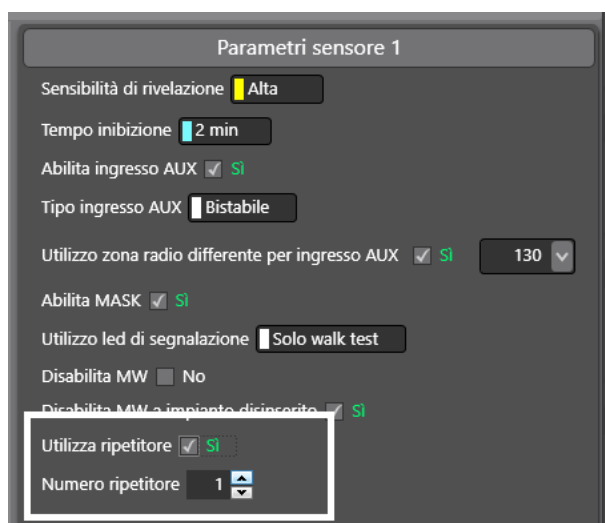 Parametri sensore 1
Sensibilità di rivelazione Alta
Tempo inibizione 2 min
Abilita ingresso AUX Sì
Tipo ingresso AUX Bistabile
Utilizzo zona radio differente per ingresso AUX Sì 130
Abilita MASK Sì
Utilizzo led di segnalazione Solo walk test
Disabilita MW No
Disabilita MW a impianto disinserito Sì
Utilizza ripetitore Sì
Numero ripetitore 1